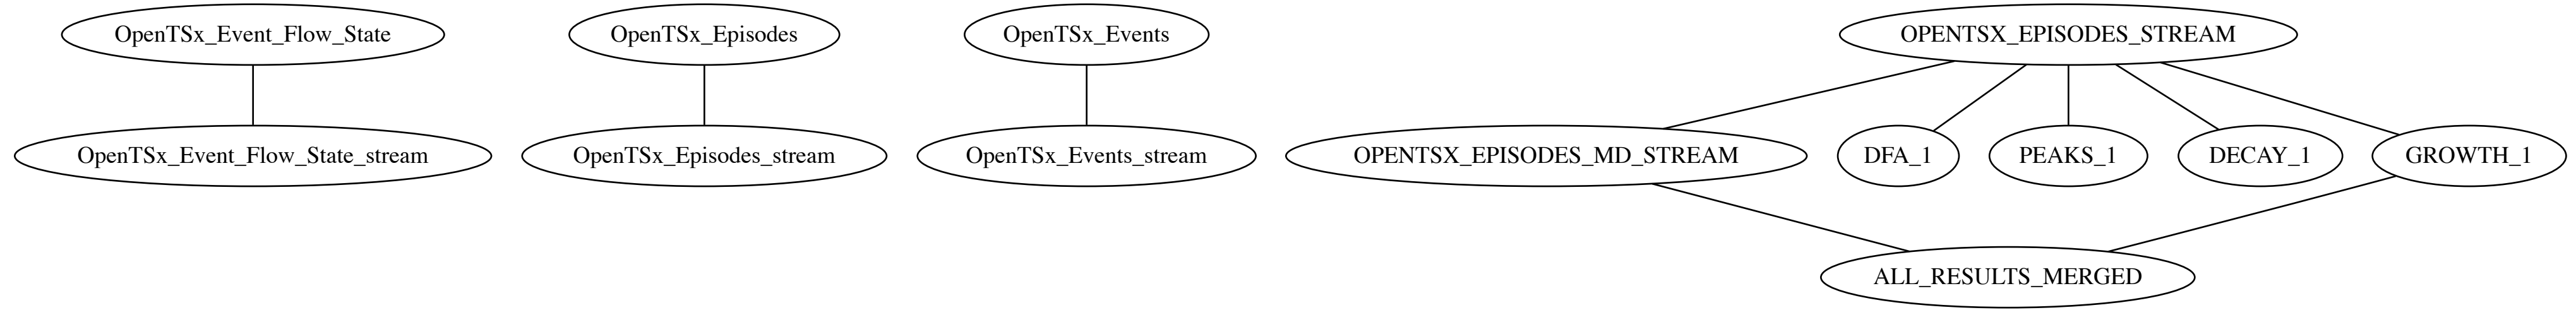 OpenTSx_Event_Flow_State
OpenTSx_Episodes
OpenTSx_Events
OPENTSX_EPISODES_STREAM
OpenTSx_Event_Flow_State_stream
OpenTSx_Episodes_stream
OpenTSx_Events_stream
OPENTSX_EPISODES_MD_STREAM
DFA_1
PEAKS_1
DECAY_1
GROWTH_1
ALL_RESULTS_MERGED